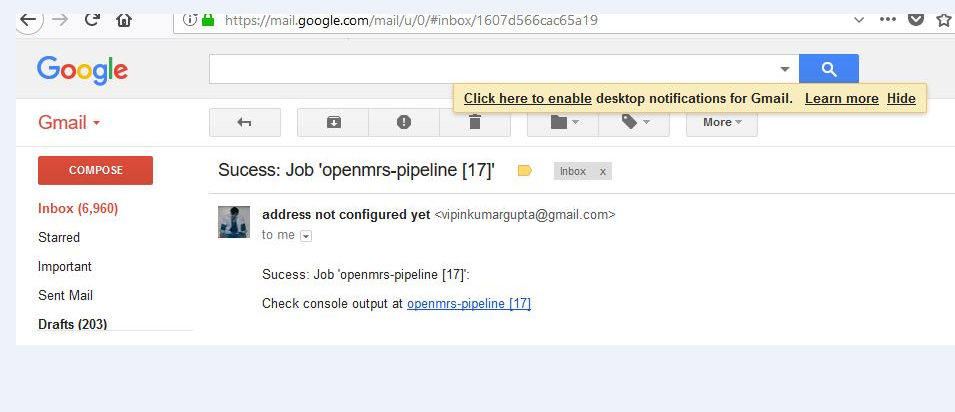 https://mail.google.com/mail/u/0/#inbox/1607d566cac65a19
Google
Click here to enable desktop notifications for Gmail. Learn more Hide
Gmail
More
COMPOSE
Sucess: Job 'openmrs-pipeline [17]'
Inbox x
Inbox (6,960)
Starred
Important
Sent Mail
Drafts (203)
address not configured yet <vipinkumargupta@gmail.com>
to me
Sucess: Job 'openmrs-pipeline [17]':
Check console output at openmrs-pipeline [17]